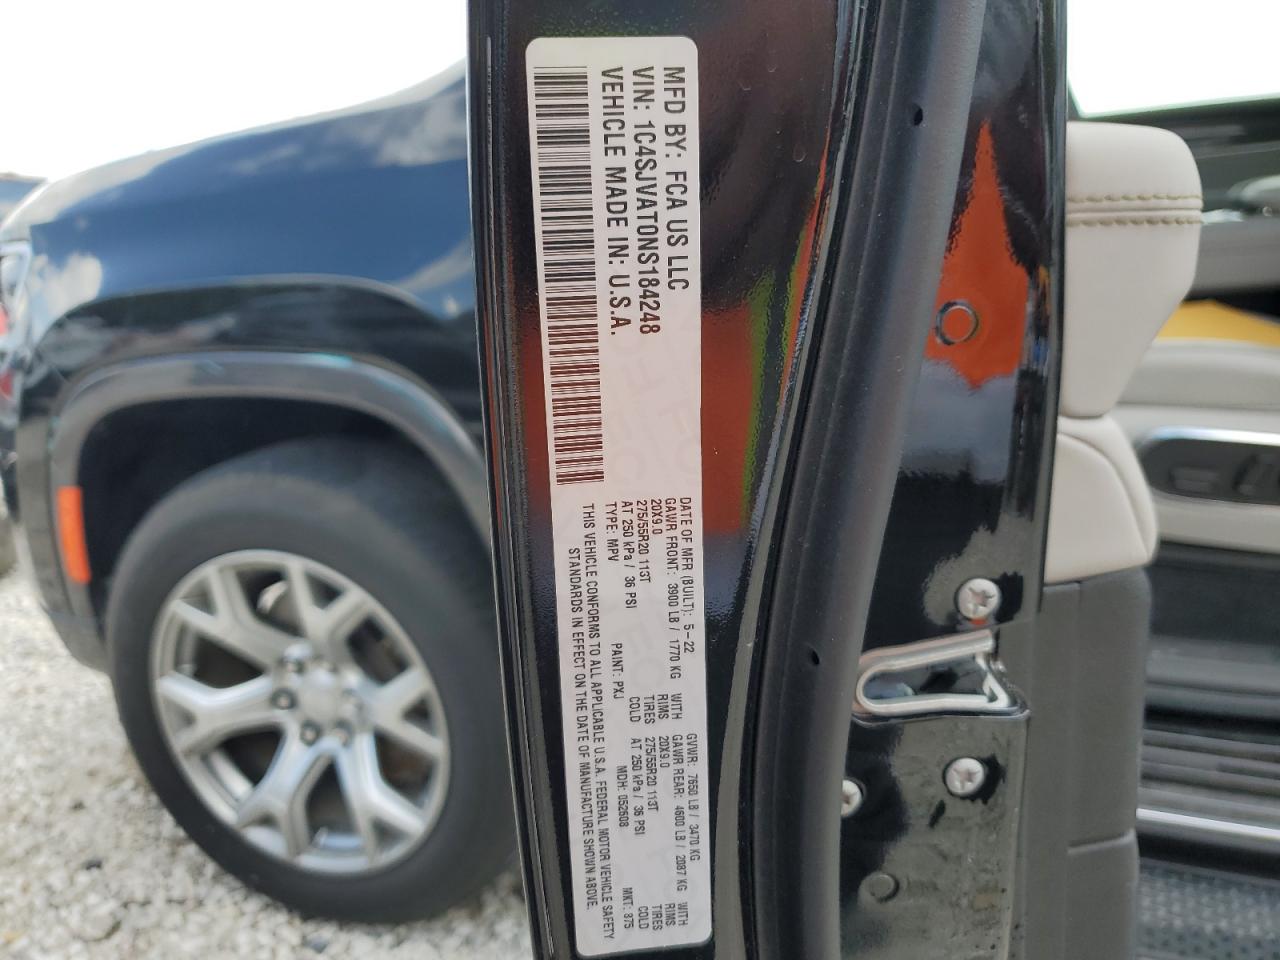 MFD BY: FCA US LLC
VIN: 1C4SJVAT0NS184248
VEHICLE MADE IN: U.S.A.
DATE OF MFR (BUILT): 5-22 GVWR: 7650 LB / 3470 KG
GAWR FRONT: 3900 LB / 1770 KG WITH GAWR REAR: 4600 LB / 2087 KG WITH
20X9.0 RIMS 20X9.0 RIMS
275/55R20 113T TIRES 275/55R20 113T TIRES
AT 250 kPa / 36 PSI COLD AT 250 kPa / 36 PSI COLD
TYPE: MPV PAINT: PXJ MDH: 052608 MKT: 875
THIS VEHICLE CONFORMS TO ALL APPLICABLE U.S.A. FEDERAL MOTOR VEHICLE SAFETY
STANDARDS IN EFFECT ON THE DATE OF MANUFACTURE SHOWN ABOVE.